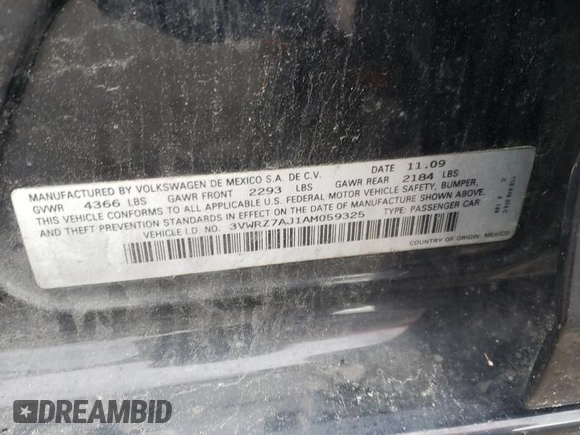 MANUFACTURED BY VOLKSWAGEN DE MEXICO S.A. DE C.V. DATE 11.09
GVWR 4366 LBS GAWR FRONT 2293 LBS GAWR REAR 2184 LBS
THIS VEHICLE CONFORMS TO ALL APPLICABLE U.S. FEDERAL MOTOR VEHICLE SAFETY, BUMPER,
AND THEFT PREVENTION STANDARDS IN EFFECT ON THE DATE OF MANUFACTURE SHOWN ABOVE.
VEHICLE I.D. NO. 3VWRZ7AJ1AM059325 TYPE: PASSENGER CAR
COUNTRY OF ORIGIN: MEXICO
DREAMBID